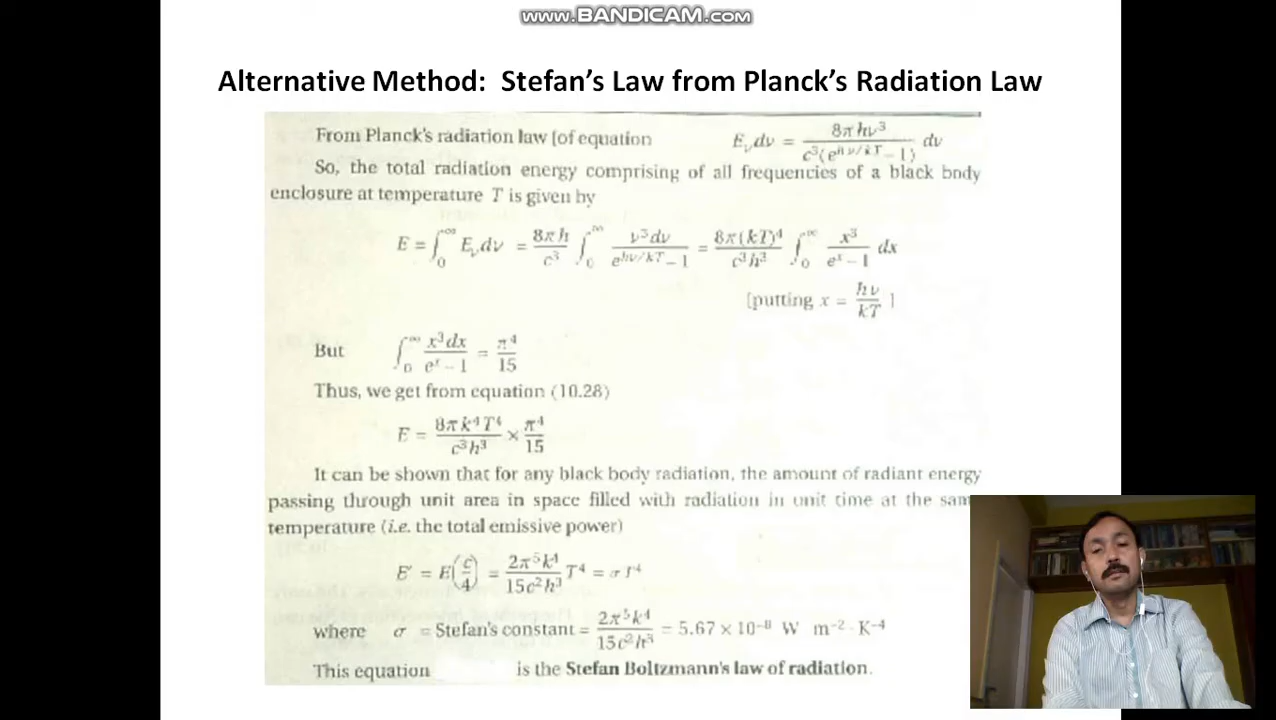 www.BANDICAM.com
Alternative Method: Stefan's Law from Planck's Radiation Law
From Planck's radiation law [of equation E_ν dν = 8πhν³ / c³(e^{hν/kT} − 1) dν
So, the total radiation energy comprising of all frequencies of a black body
enclosure at temperature T is given by
E = ∫₀^∞ E_ν dν = 8πh/c³ ∫₀^∞ ν³dν / (e^{hν/kT} − 1) = 8π(kT)⁴ / c³h³ ∫₀^∞ x³ / (eˣ − 1) dx
[putting x = hν/kT ]
But ∫₀^∞ x³dx / (eˣ − 1) = π⁴/15
Thus, we get from equation (10.28)
E = 8πk⁴T⁴ / c³h³ × π⁴/15
It can be shown that for any black body radiation, the amount of radiant energy
passing through unit area in space filled with radiation in unit time at the sam
temperature (i.e. the total emissive power)
E' = E(c/4) = 2π⁵k⁴ / 15c²h³ T⁴ = σT⁴
where σ = Stefan's constant = 2π⁵k⁴ / 15c²h³ = 5.67 × 10⁻⁸ W m⁻² · K⁻⁴
This equation is the Stefan Boltzmann's law of radiation.